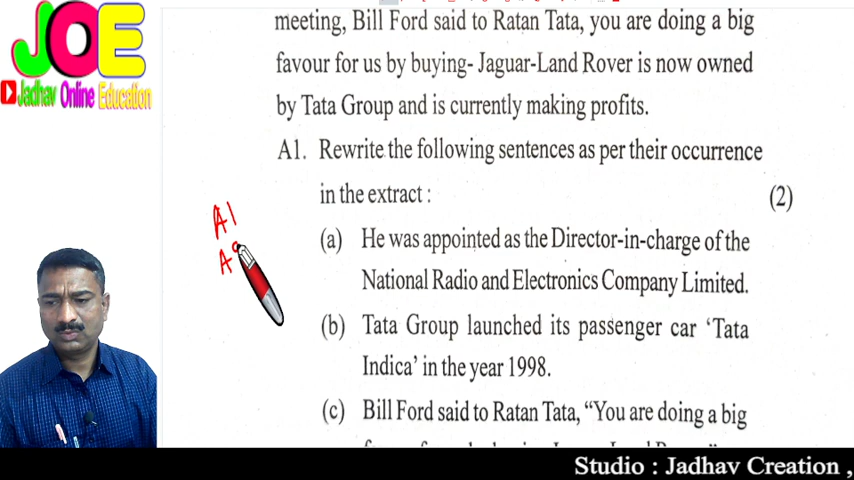 JOE
Jadhav Online Education
meeting, Bill Ford said to Ratan Tata, you are doing a big
favour for us by buying- Jaguar-Land Rover is now owned
by Tata Group and is currently making profits.
A1. Rewrite the following sentences as per their occurrence
in the extract : (2)
A1
(a) He was appointed as the Director-in-charge of the
National Radio and Electronics Company Limited.
(b) Tata Group launched its passenger car ‘Tata
Indica’ in the year 1998.
(c) Bill Ford said to Ratan Tata, “You are doing a big
Studio : Jadhav Creation ,